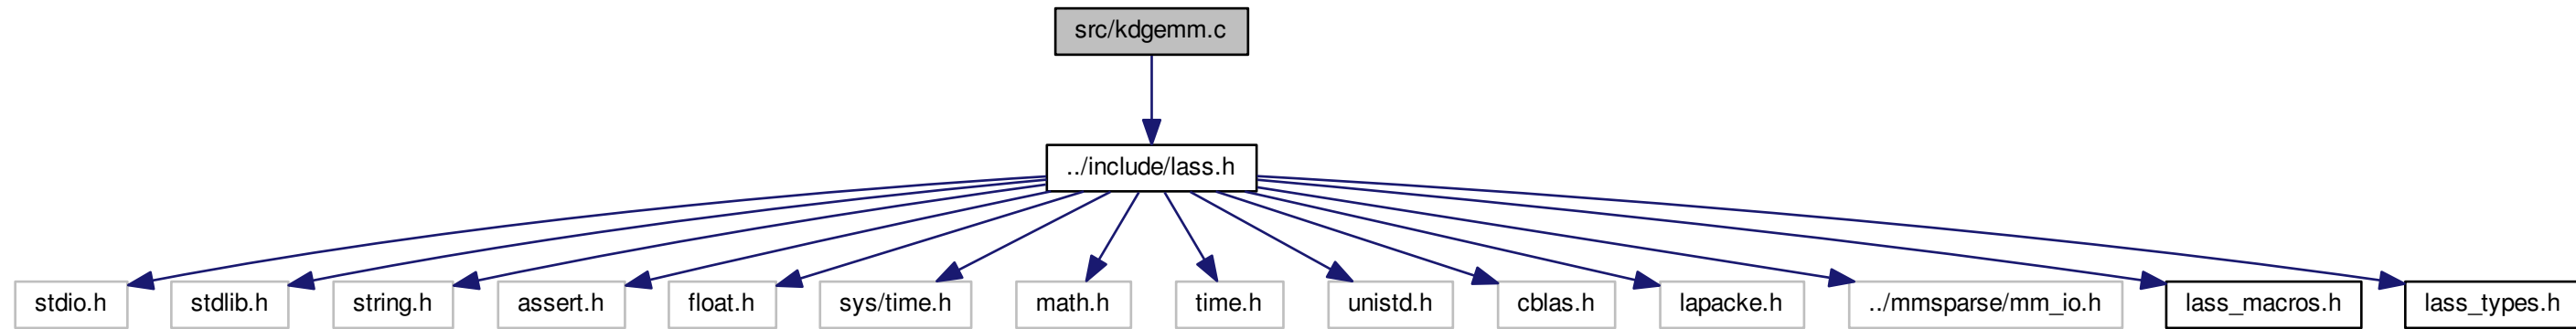 src/kdgemm.c
../include/lass.h
stdio.h
stdlib.h
string.h
assert.h
float.h
sys/time.h
math.h
time.h
unistd.h
cblas.h
lapacke.h
../mmsparse/mm_io.h
lass_macros.h
lass_types.h